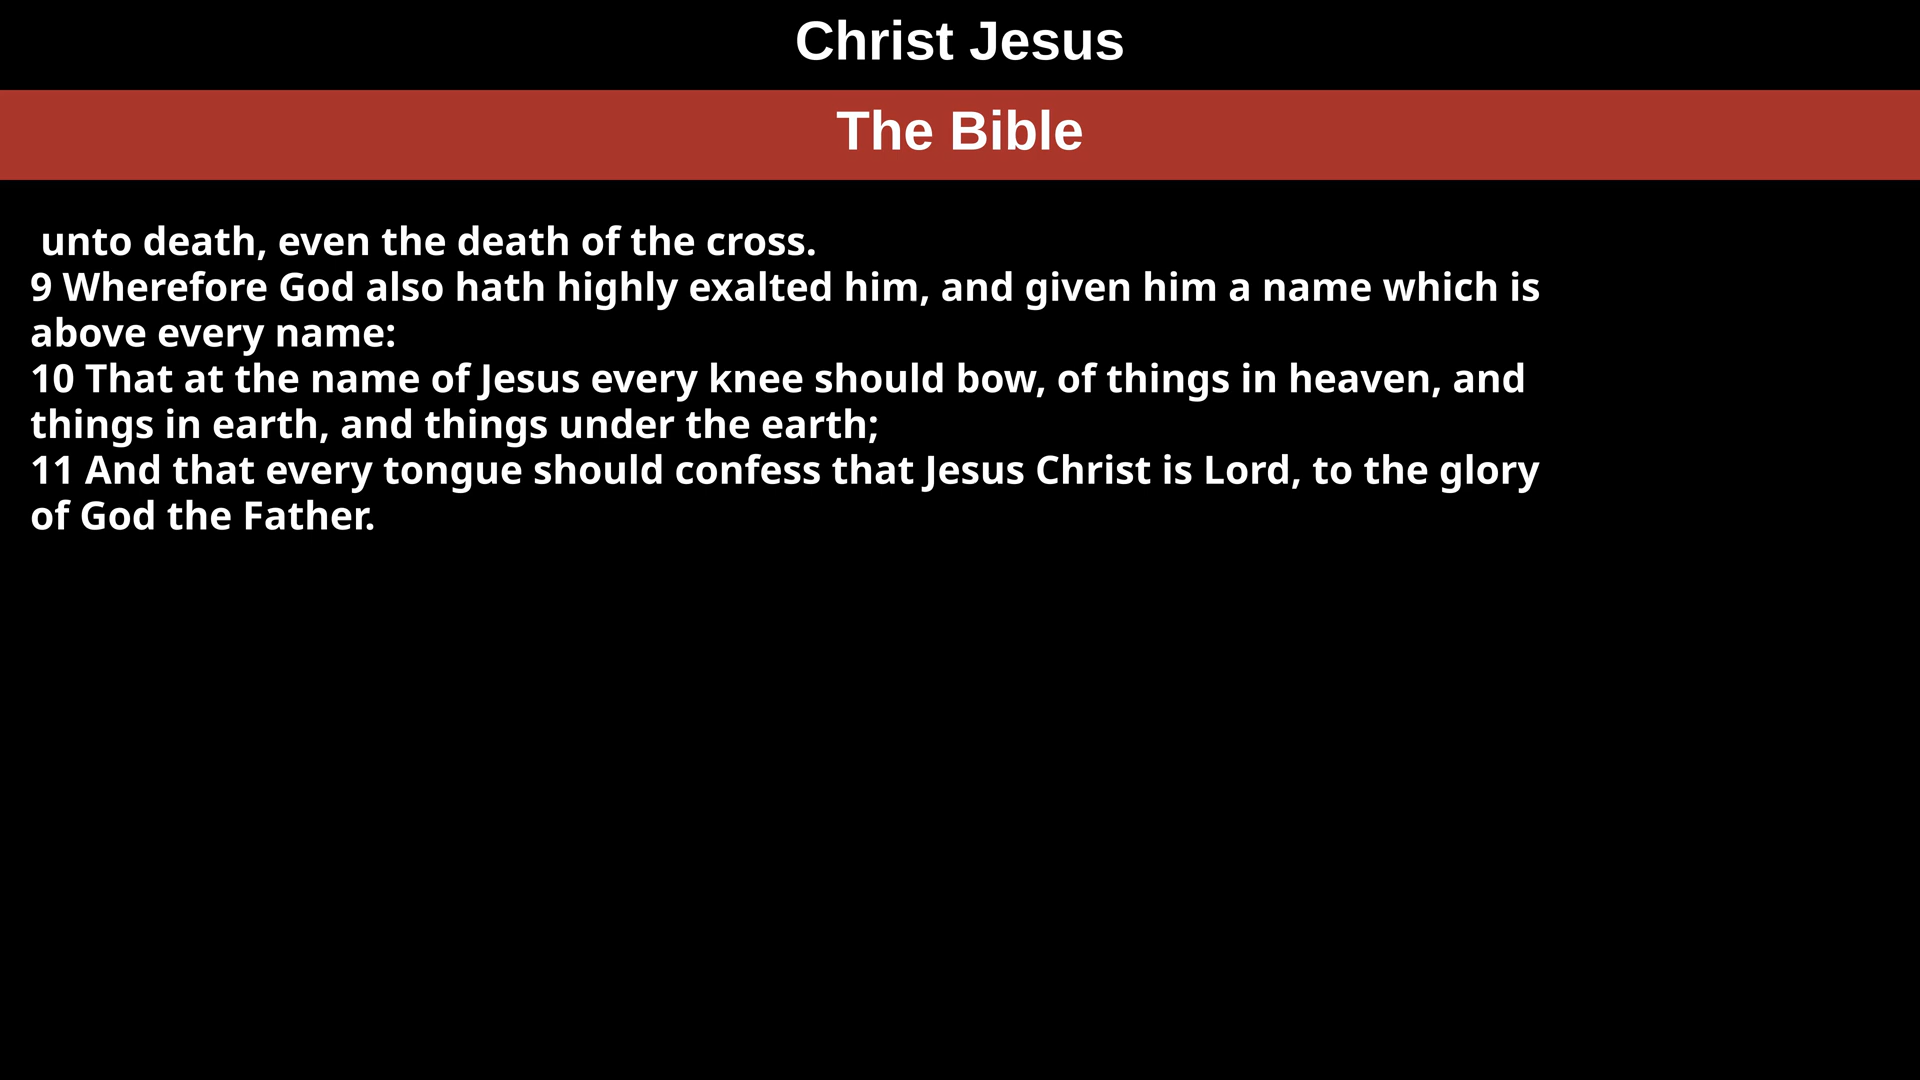 Christ Jesus
The Bible
unto death, even the death of the cross.
9 Wherefore God also hath highly exalted him, and given him a name which is
above every name:
10 That at the name of Jesus every knee should bow, of things in heaven, and
things in earth, and things under the earth;
11 And that every tongue should confess that Jesus Christ is Lord, to the glory
of God the Father.